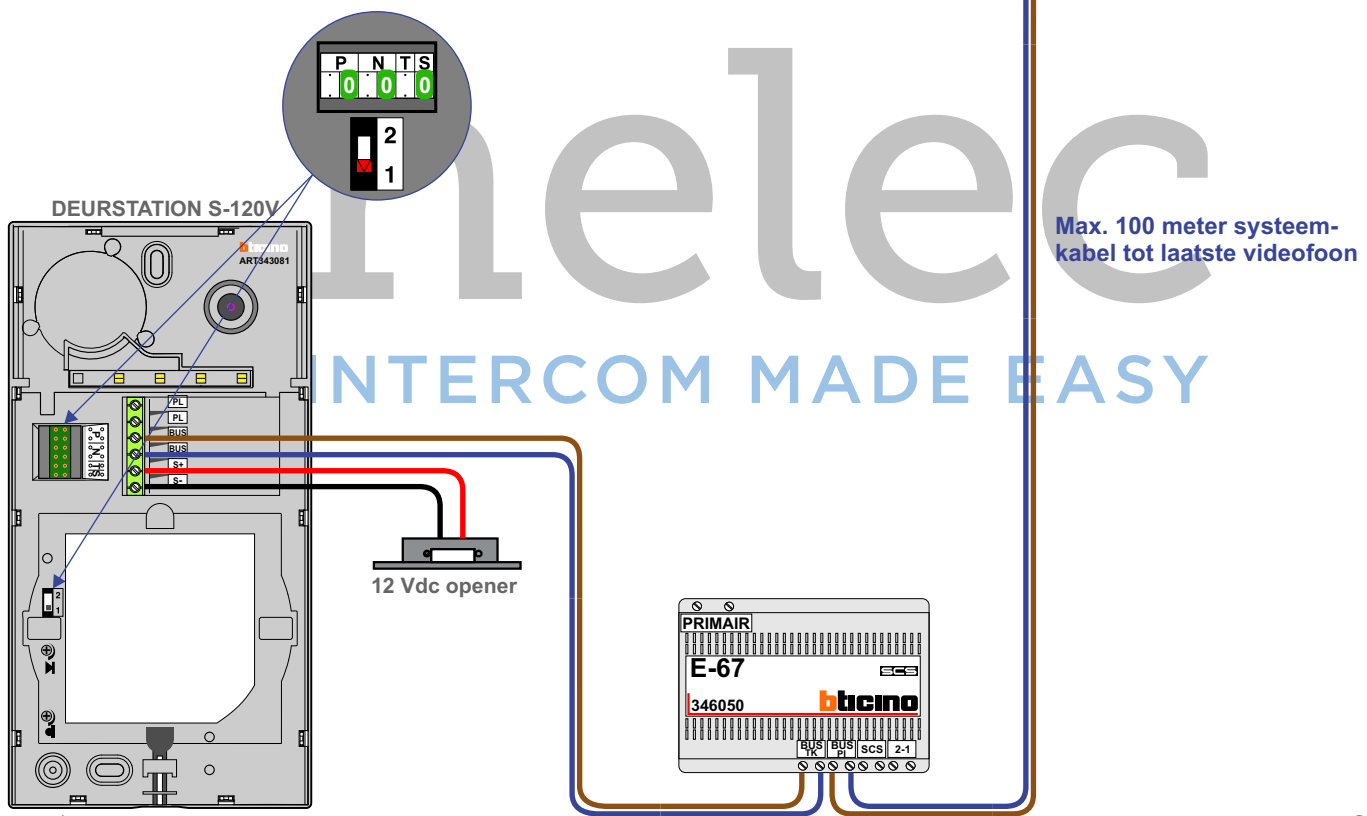 P N T S
0 0 0
2
1
nelec
INTERCOM MADE EASY
DEURSTATION S-120V
bticino
ART343081
Max. 100 meter systeem-
kabel tot laatste videofoon
PL
PL
BUS
BUS
S+
S-
P N TS
2
1
12 Vdc opener
PRIMAIR
E-67
SCS
346050
bticino
BUS TK
BUS PI
SCS
2-1